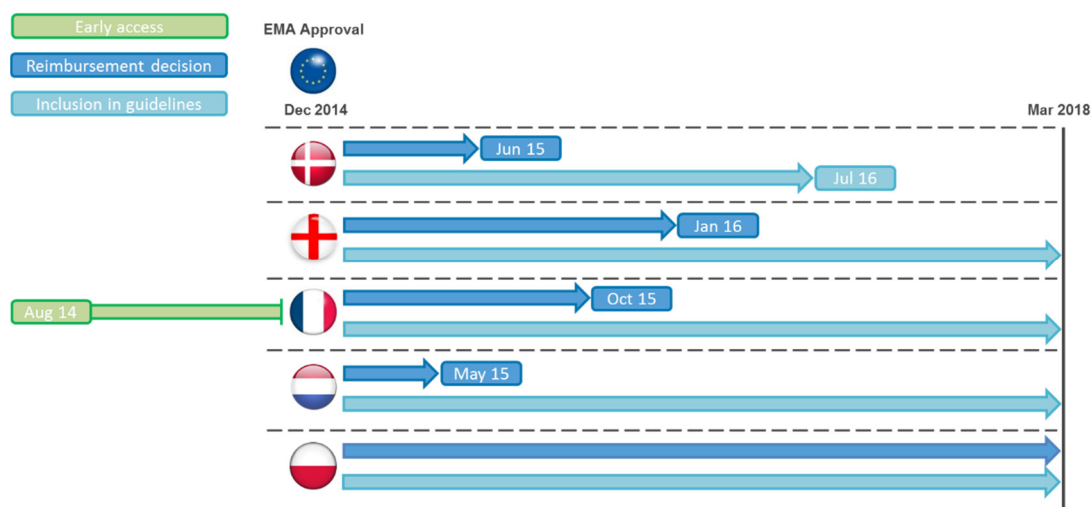 Early access
EMA Approval
Reimbursement decision
Inclusion in guidelines
Dec 2014
Mar 2018
Jun 15
Jul 16
Jan 16
Oct 15
Aug 14
May 15